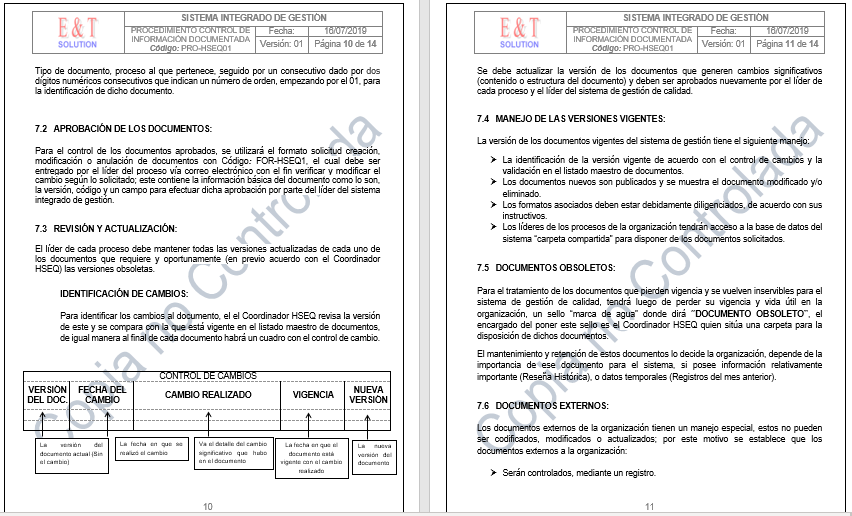 E&T
SOLUTION
SISTEMA INTEGRADO DE GESTIÓN
PROCEDIMIENTO CONTROL DE
INFORMACIÓN DOCUMENTADA
Código: PRO-HSEQ01
Fecha:
16/07/2019
Versión: 01
Página 10 de 14
Tipo de documento, proceso al que pertenece, seguido por un consecutivo dado por dos
dígitos numéricos consecutivos que indican un número de orden, empezando por el 01, para
la identificación de dicho documento.
7.2 APROBACIÓN DE LOS DOCUMENTOS:
Para el control de los documentos aprobados, se utilizará el formato solicitud creación,
modificación o anulación de documentos con Código: FOR-HSEQ1, el cual debe ser
entregado por el líder del proceso vía correo electrónico con el fin verificar y modificar el
cambio según lo solicitado; este contiene la información básica del documento como lo son,
la versión, código y un campo para efectuar dicha aprobación por parte del líder del sistema
integrado de gestión.
7.3 REVISIÓN Y ACTUALIZACIÓN:
El líder de cada proceso debe mantener todas las versiones actualizadas de cada uno de
los documentos que requiere y oportunamente (en previo acuerdo con el Coordinador
HSEQ) las versiones obsoletas.
IDENTIFICACIÓN DE CAMBIOS:
Para identificar los cambios al documento, el el Coordinador HSEQ revisa la versión
de este y se compara con la que está vigente en el listado maestro de documentos,
de igual manera al final de cada documento habrá un cuadro con el control de cambio.
CONTROL DE CAMBIOS
VERSIÓN
DEL DOC.
FECHA DEL
CAMBIO
CAMBIO REALIZADO
VIGENCIA
NUEVA
VERSIÓN
La versión del
documento actual (Sin
el cambio)
La fecha en que se
realizó el cambio
Va el detalle del cambio
significativo que hubo
en el documento
La fecha en que el
documento está
vigente con el cambio
realizado
La nueva
versión del
documento
Copia no Controlada
10
E&T
SOLUTION
SISTEMA INTEGRADO DE GESTIÓN
PROCEDIMIENTO CONTROL DE
INFORMACIÓN DOCUMENTADA
Código: PRO-HSEQ01
Fecha:
16/07/2019
Versión: 01
Página 11 de 14
Se debe actualizar la versión de los documentos que generen cambios significativos
(contenido o estructura del documento) y deben ser aprobados nuevamente por el líder de
cada proceso y el líder del sistema de gestión de calidad.
7.4 MANEJO DE LAS VERSIONES VIGENTES:
La versión de los documentos vigentes del sistema de gestión tiene el siguiente manejo:
➤ La identificación de la versión vigente de acuerdo con el control de cambios y la
validación en el listado maestro de documentos.
➤ Los documentos nuevos son publicados y se muestra el documento modificado y/o
eliminado.
➤ Los formatos asociados deben estar debidamente diligenciados, de acuerdo con sus
instructivos.
➤ Los líderes de los procesos de la organización tendrán acceso a la base de datos del
sistema “carpeta compartida” para disponer de los documentos solicitados.
7.5 DOCUMENTOS OBSOLETOS:
Para el tratamiento de los documentos que pierden vigencia y se vuelven inservibles para el
sistema de gestión de calidad, tendrá luego de perder su vigencia y vida útil en la
organización, un sello “marca de agua” donde dirá “DOCUMENTO OBSOLETO”, el
encargado del poner este sello es el Coordinador HSEQ quien sitúa una carpeta para la
disposición de dichos documentos.
El mantenimiento y retención de estos documentos lo decide la organización, depende de la
importancia de ese documento para el sistema, si posee información relativamente
importante (Reseña Histórica), o datos temporales (Registros del mes anterior).
7.6 DOCUMENTOS EXTERNOS:
Los documentos externos de la organización tienen un manejo especial, estos no pueden
ser codificados, modificados o actualizados; por este motivo se establece que los
documentos externos a la organización:
➤ Serán controlados, mediante un registro.
Copia no Controlada
11